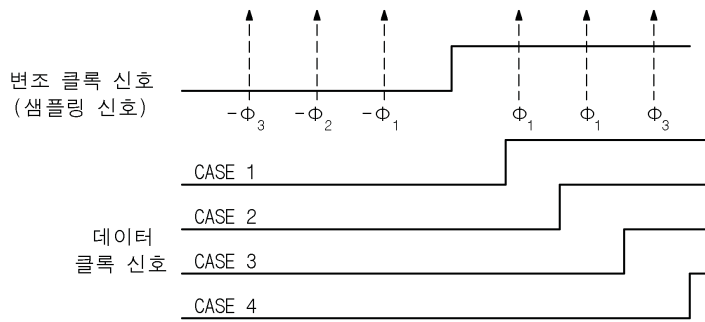 변조 클록 신호
(샘플링 신호)
-Φ3 -Φ2 -Φ1 Φ1 Φ1 Φ3
CASE 1
CASE 2
데이터
클록 신호
CASE 3
CASE 4